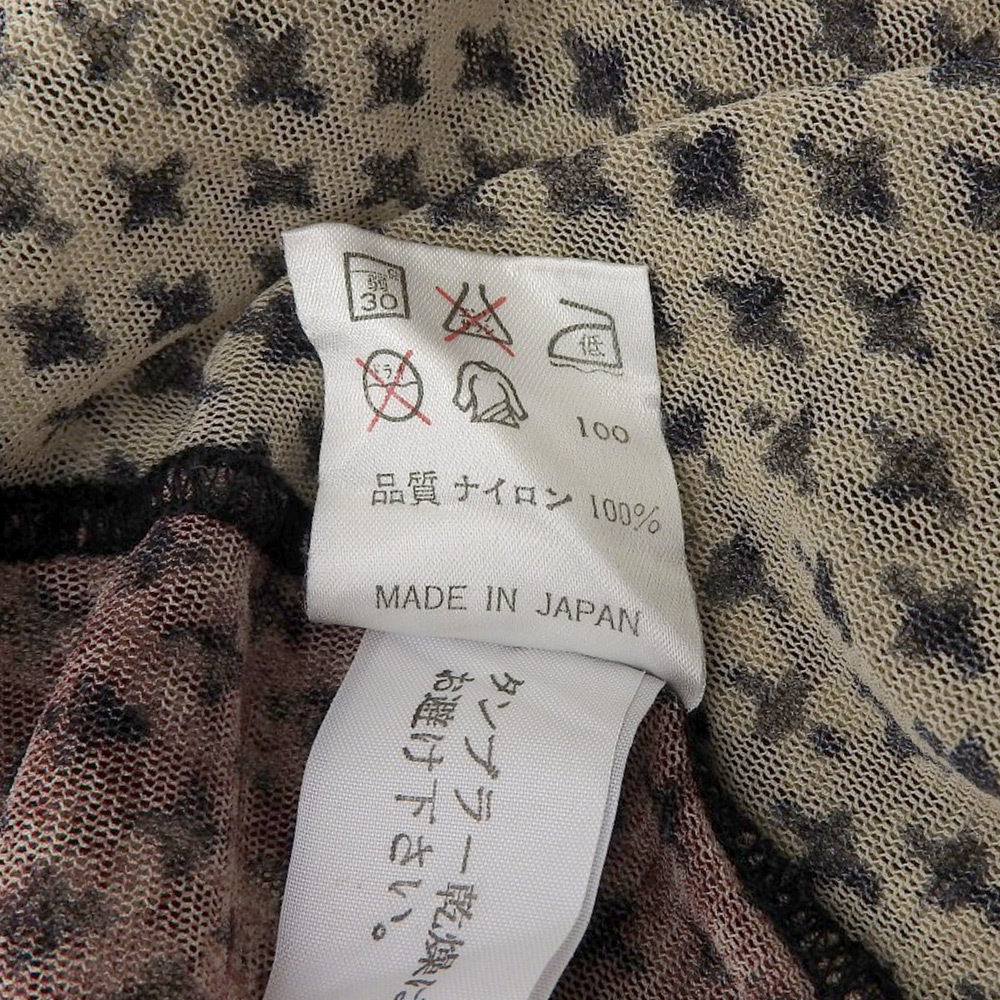 弱
30
低
ドライ
100
品質 ナイロン 100%
MADE IN JAPAN
タンブラー乾燥は
お避け下さい。